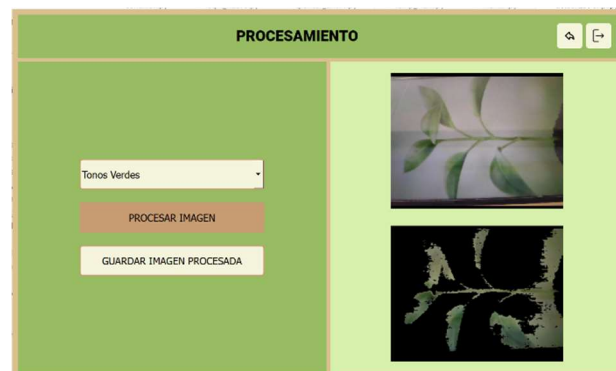 PROCESAMIENTO
Tonos Verdes
PROCESAR IMAGEN
GUARDAR IMAGEN PROCESADA